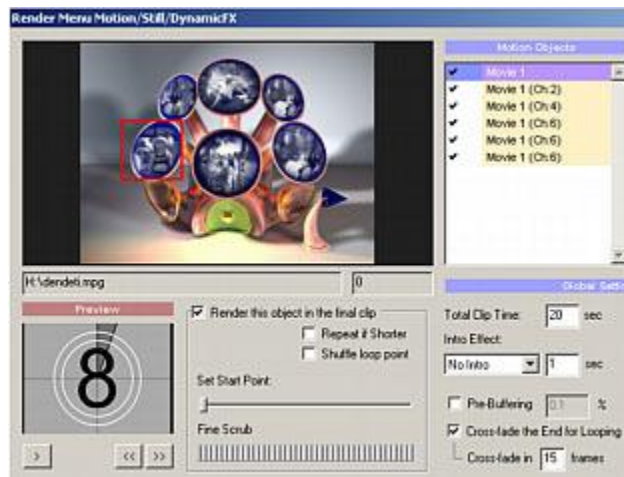 Render Menu Motion/Still/DynamicFX
Motion Objects
Movie 1
Movie 1 (Ch:2)
Movie 1 (Ch:4)
Movie 1 (Ch:6)
Movie 1 (Ch:6)
Movie 1 (Ch:6)
H:\dendeti.mpg
0
Global Setti
Preview
8
Render this object in the final clip
Repeat if Shorter
Shuffle loop point
Set Start Point:
Fine Scrub
Total Clip Time: 20 sec
Intro Effect:
No Intro 1 sec
Pre-Buffering 0.1 %
Cross-fade the End for Looping
Cross-fade in 15 frames
> << >>